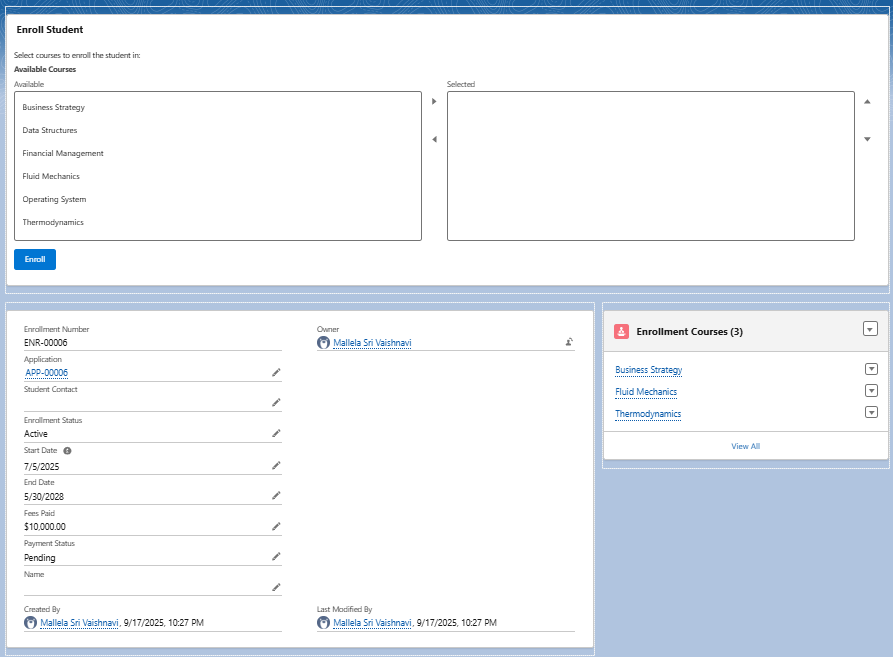 Enroll Student
Select courses to enroll the student in:
Available Courses
Available
Selected
Business Strategy
Data Structures
Financial Management
Fluid Mechanics
Operating System
Thermodynamics
Enroll
Enrollment Number
ENR-00006
Owner
Mallela Sri Vaishnavi
Application
APP-00006
Student Contact
Enrollment Status
Active
Start Date
7/5/2025
End Date
5/30/2028
Fees Paid
$10,000.00
Payment Status
Pending
Name
Created By
Mallela Sri Vaishnavi, 9/17/2025, 10:27 PM
Last Modified By
Mallela Sri Vaishnavi, 9/17/2025, 10:27 PM
Enrollment Courses (3)
Business Strategy
Fluid Mechanics
Thermodynamics
View All